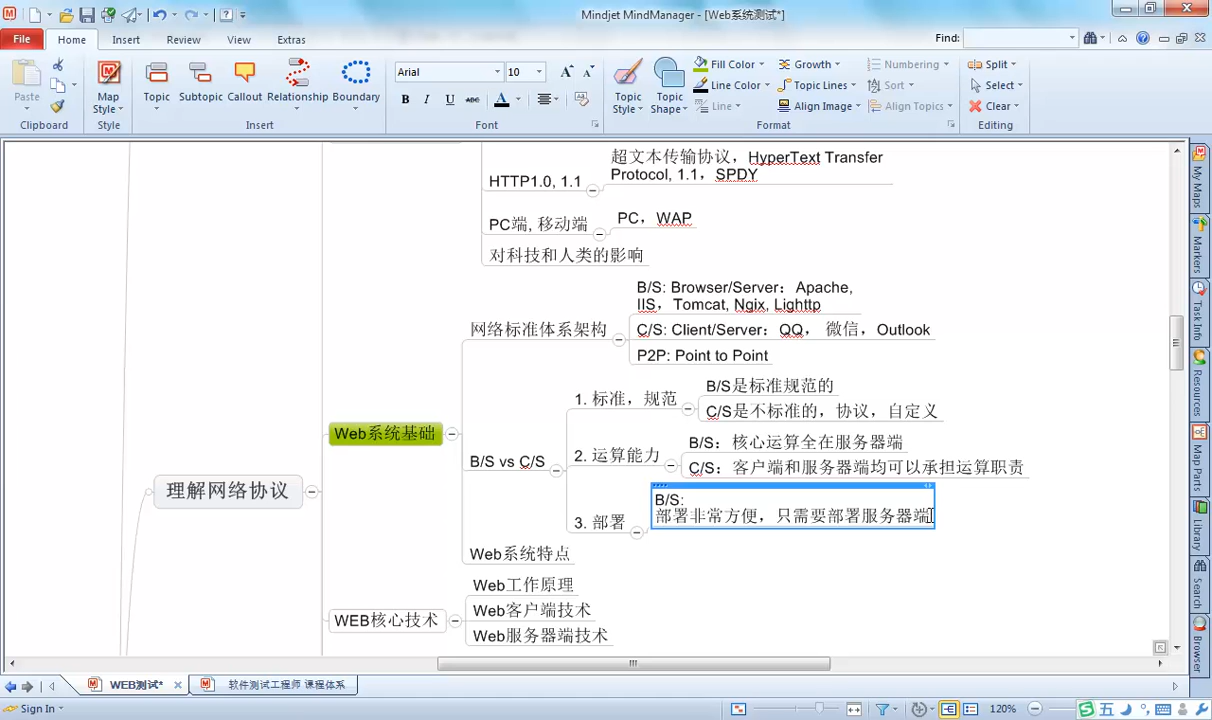 Mindjet MindManager - [Web系统测试*]
File
Home
Insert
Review
View
Extras
Find:
Paste
Clipboard
Map Style
Style
Topic
Subtopic
Callout
Relationship
Boundary
Insert
Arial
10
B I U abc A
Font
Topic Style
Topic Shape
Fill Color
Line Color
Line
Growth
Topic Lines
Align Image
Numbering
Sort
Align Topics
Format
Split
Select
Clear
Editing
超文本传输协议，HyperText Transfer
Protocol, 1.1，SPDY
HTTP1.0, 1.1
PC端, 移动端
PC，WAP
对科技和人类的影响
B/S: Browser/Server：Apache,
IIS，Tomcat, Ngix, Lighttp
网络标准体系架构
C/S: Client/Server：QQ， 微信，Outlook
P2P: Point to Point
1. 标准，规范
B/S是标准规范的
C/S是不标准的，协议，自定义
Web系统基础
B/S vs C/S
2. 运算能力
B/S：核心运算全在服务器端
C/S：客户端和服务器端均可以承担运算职责
理解网络协议
3. 部署
B/S:
部署非常方便，只需要部署服务器端
Web系统特点
WEB核心技术
Web工作原理
Web客户端技术
Web服务器端技术
My Maps
Markers
Task Info
Resources
Map Parts
Library
Search
Browser
WEB测试*
软件测试工程师 课程体系
Sign In
120%
五